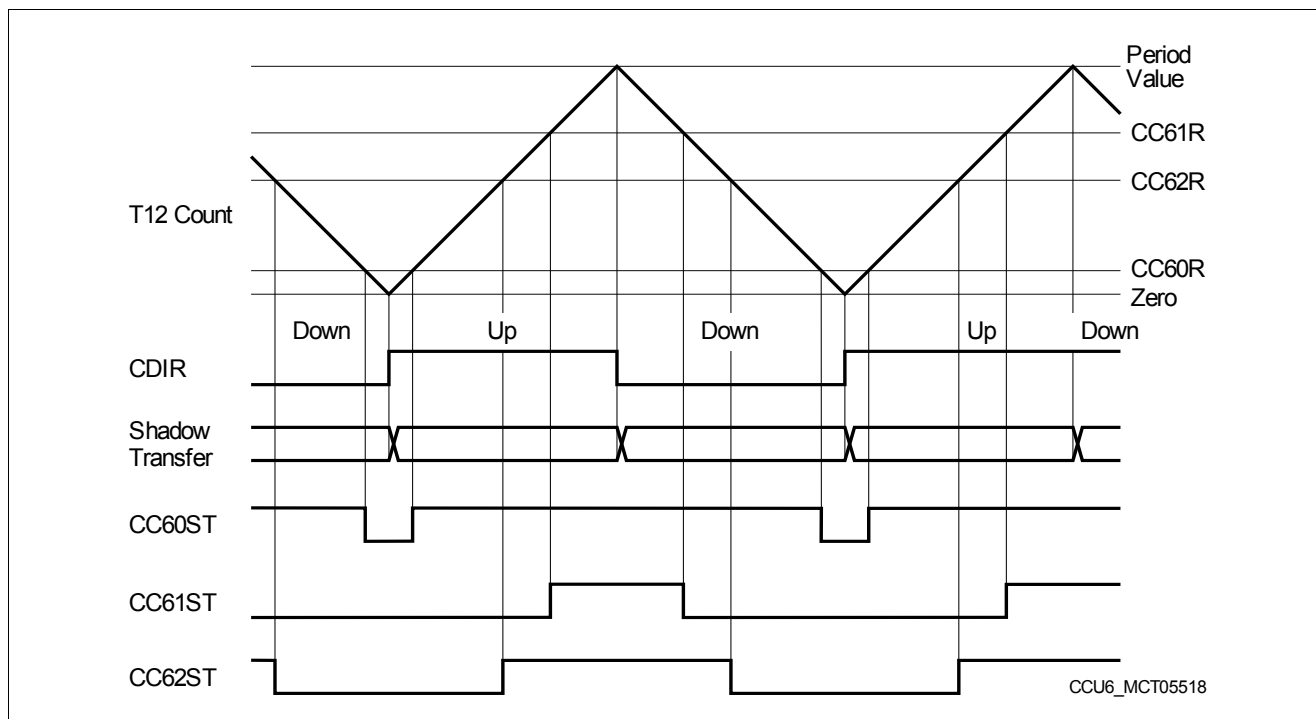 Period
Value
CC61R
CC62R
T12 Count
CC60R
Zero
Down Up Down Up Down
CDIR
Shadow
Transfer
CC60ST
CC61ST
CC62ST
CCU6_MCT05518